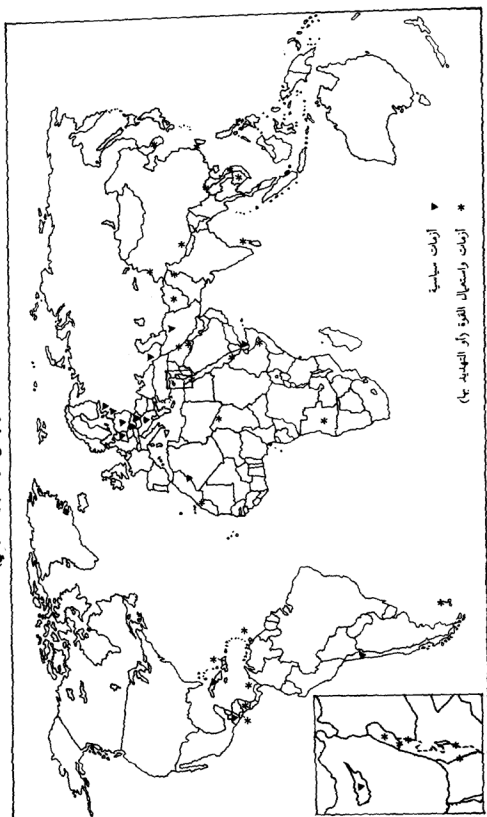 ▲ أزمات سياسية
* أزمات واستعمال القوة (أو التهديد بها)